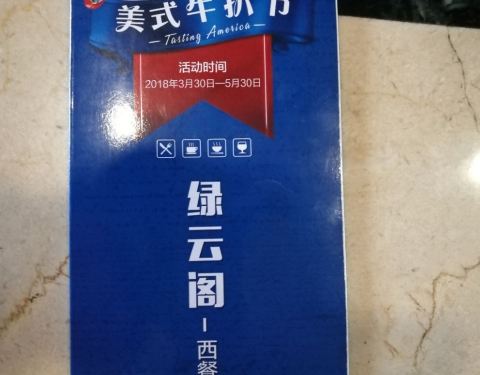 美式牛扒节
Tasting America
活动时间
2018年3月30日—5月30日
绿云阁
西餐